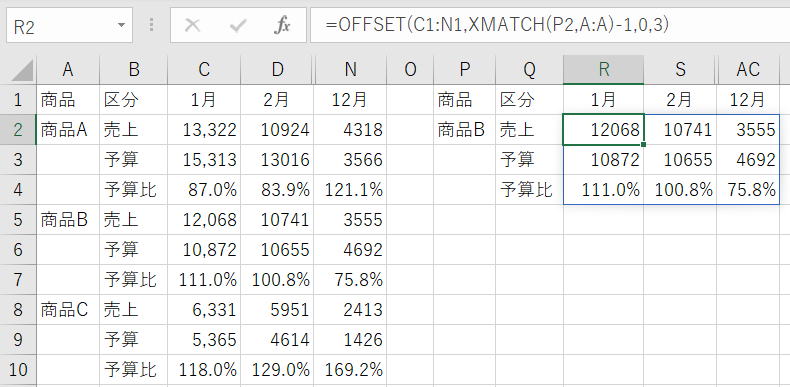 R2 fx =OFFSET(C1:N1,XMATCH(P2,A:A)-1,0,3)
A B C D N O P Q R S AC
1 商品 区分 1月 2月 12月 商品 区分 1月 2月 12月
2 商品A 売上 13,322 10924 4318 商品B 売上 12068 10741 3555
3 予算 15,313 13016 3566 予算 10872 10655 4692
4 予算比 87.0% 83.9% 121.1% 予算比 111.0% 100.8% 75.8%
5 商品B 売上 12,068 10741 3555
6 予算 10,872 10655 4692
7 予算比 111.0% 100.8% 75.8%
8 商品C 売上 6,331 5951 2413
9 予算 5,365 4614 1426
10 予算比 118.0% 129.0% 169.2%